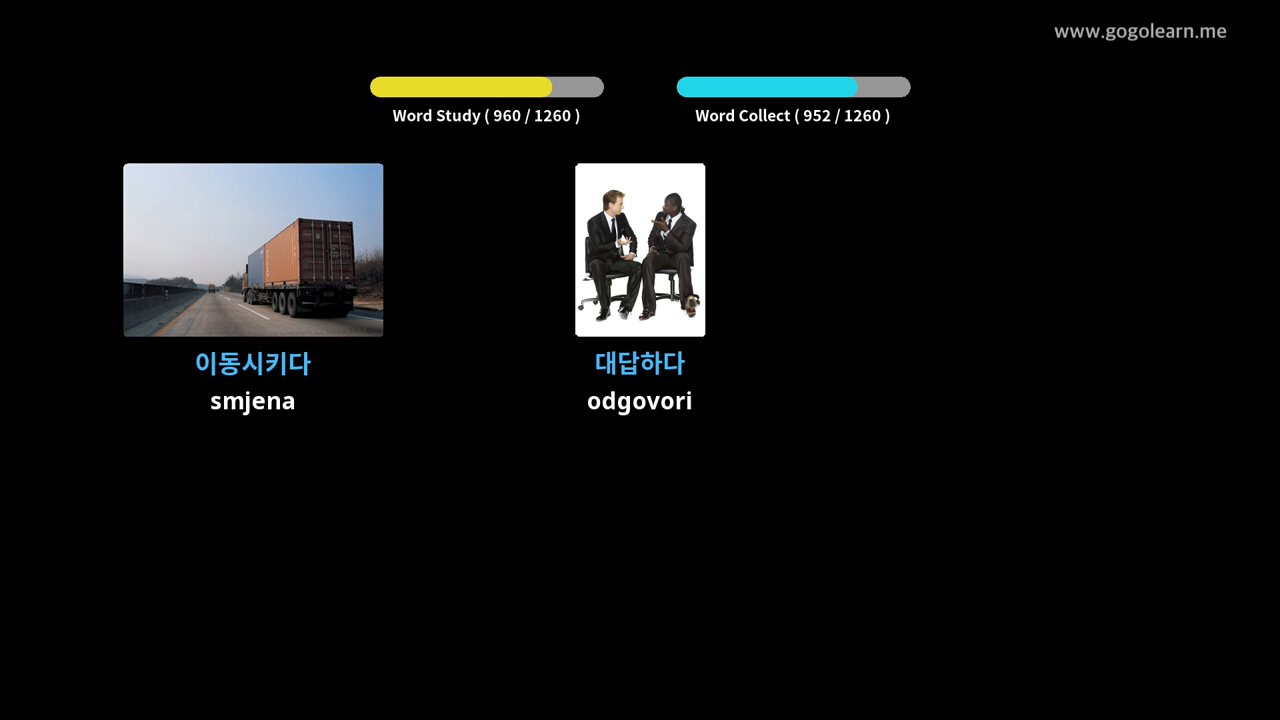 www.gogolearn.me
Word Study ( 960 / 1260 )
Word Collect ( 952 / 1260 )
이동시키다
smjena
대답하다
odgovori